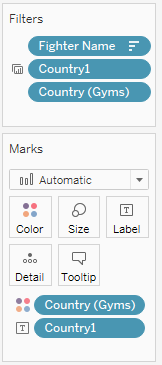 Filters
Fighter Name
Country1
Country (Gyms)
Marks
Automatic
Color Size Label
Detail Tooltip
Country (Gyms)
T Country1